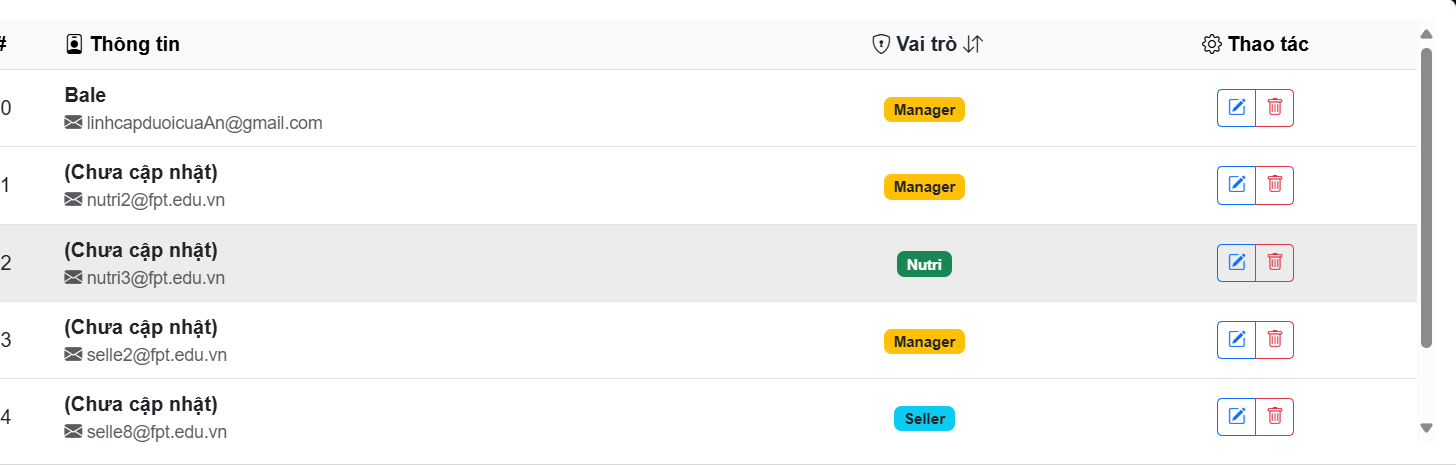 # Thông tin Vai trò Thao tác
0 Bale Manager
linhcapduoicuaAn@gmail.com
1 (Chưa cập nhật) Manager
nutri2@fpt.edu.vn
2 (Chưa cập nhật) Nutri
nutri3@fpt.edu.vn
3 (Chưa cập nhật) Manager
selle2@fpt.edu.vn
4 (Chưa cập nhật) Seller
selle8@fpt.edu.vn